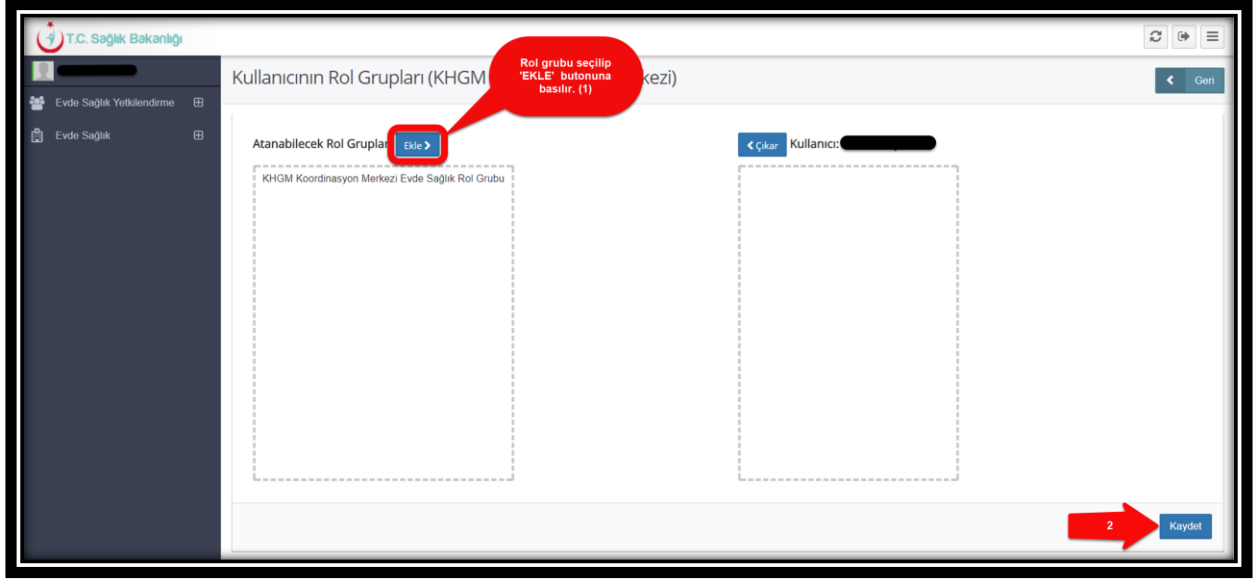 T.C. Sağlık Bakanlığı
Evde Sağlık Yetkilendirme
Evde Sağlık
Kullanıcının Rol Grupları (KHGM
kezi)
Rol grubu seçilip
'EKLE' butonuna
basılır. (1)
Geri
Atanabilecek Rol Gruplar
Ekle
Çıkar
Kullanıcı:
KHGM Koordinasyon Merkezi Evde Sağlık Rol Grubu
2
Kaydet